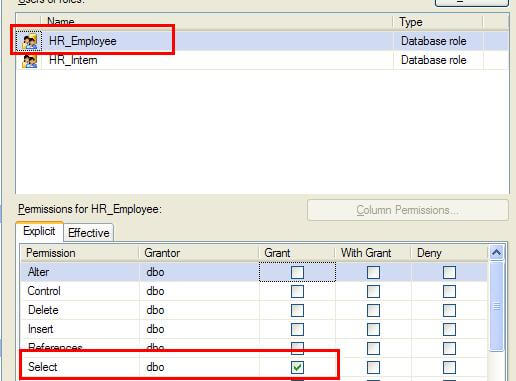 Users or roles:
Name Type
HR_Employee Database role
HR_Intern Database role
Permissions for HR_Employee: Column Permissions...
Explicit Effective
Permission Grantor Grant With Grant Deny
Alter dbo
Control dbo
Delete dbo
Insert dbo
References dbo
Select dbo